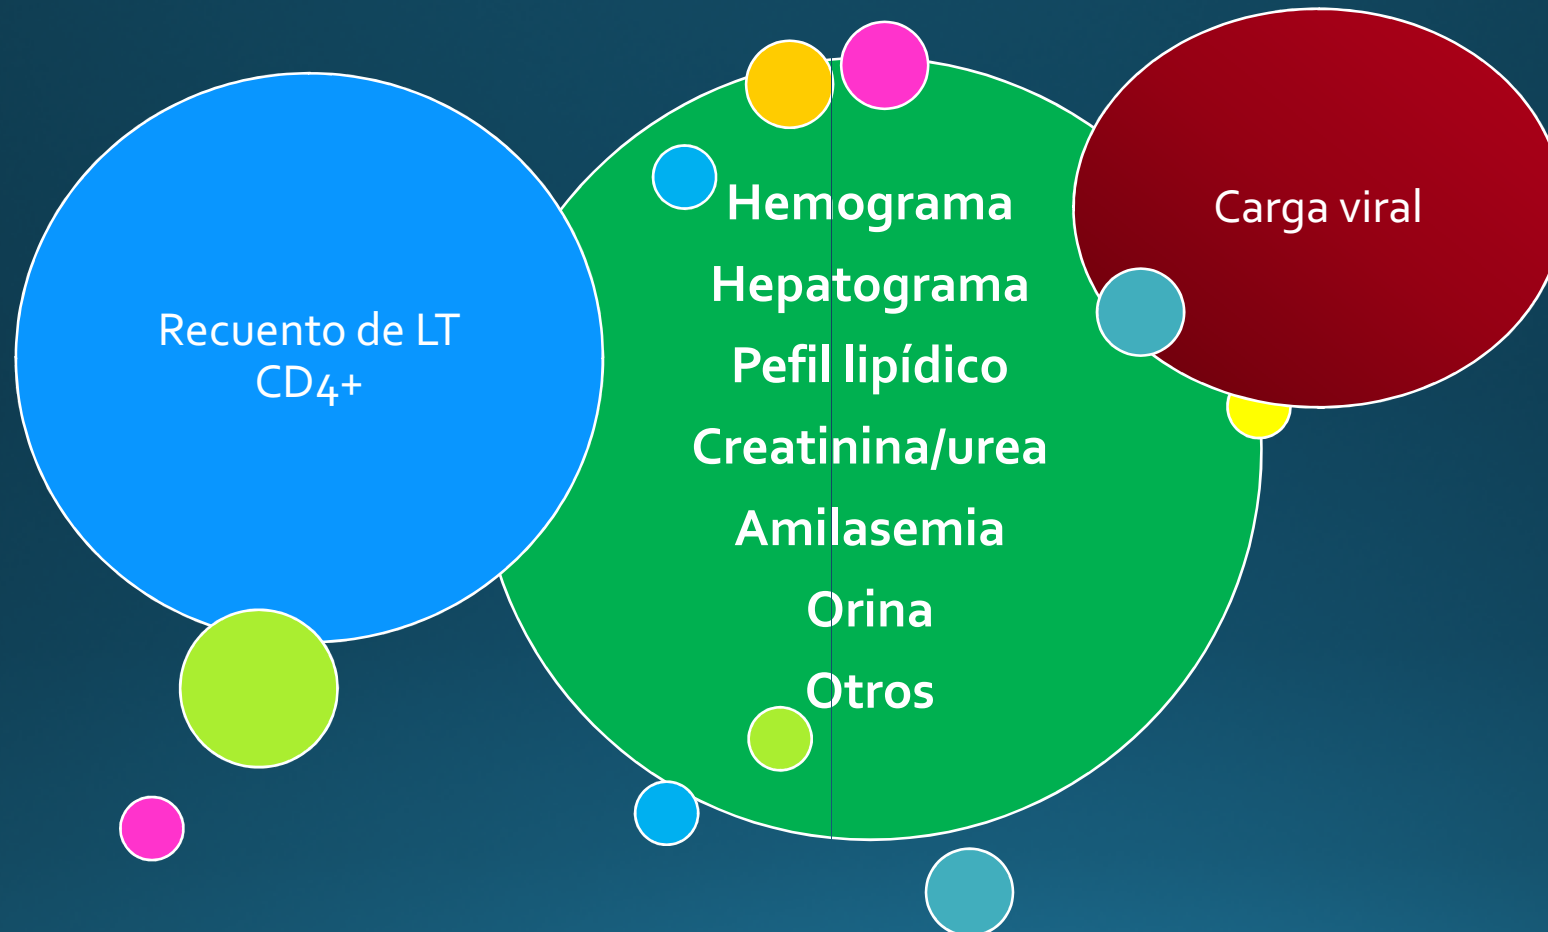 Recuento de LT
CD4+
Hemograma
Hepatograma
Pefil lipídico
Creatinina/urea
Amilasemia
Orina
Otros
Carga viral